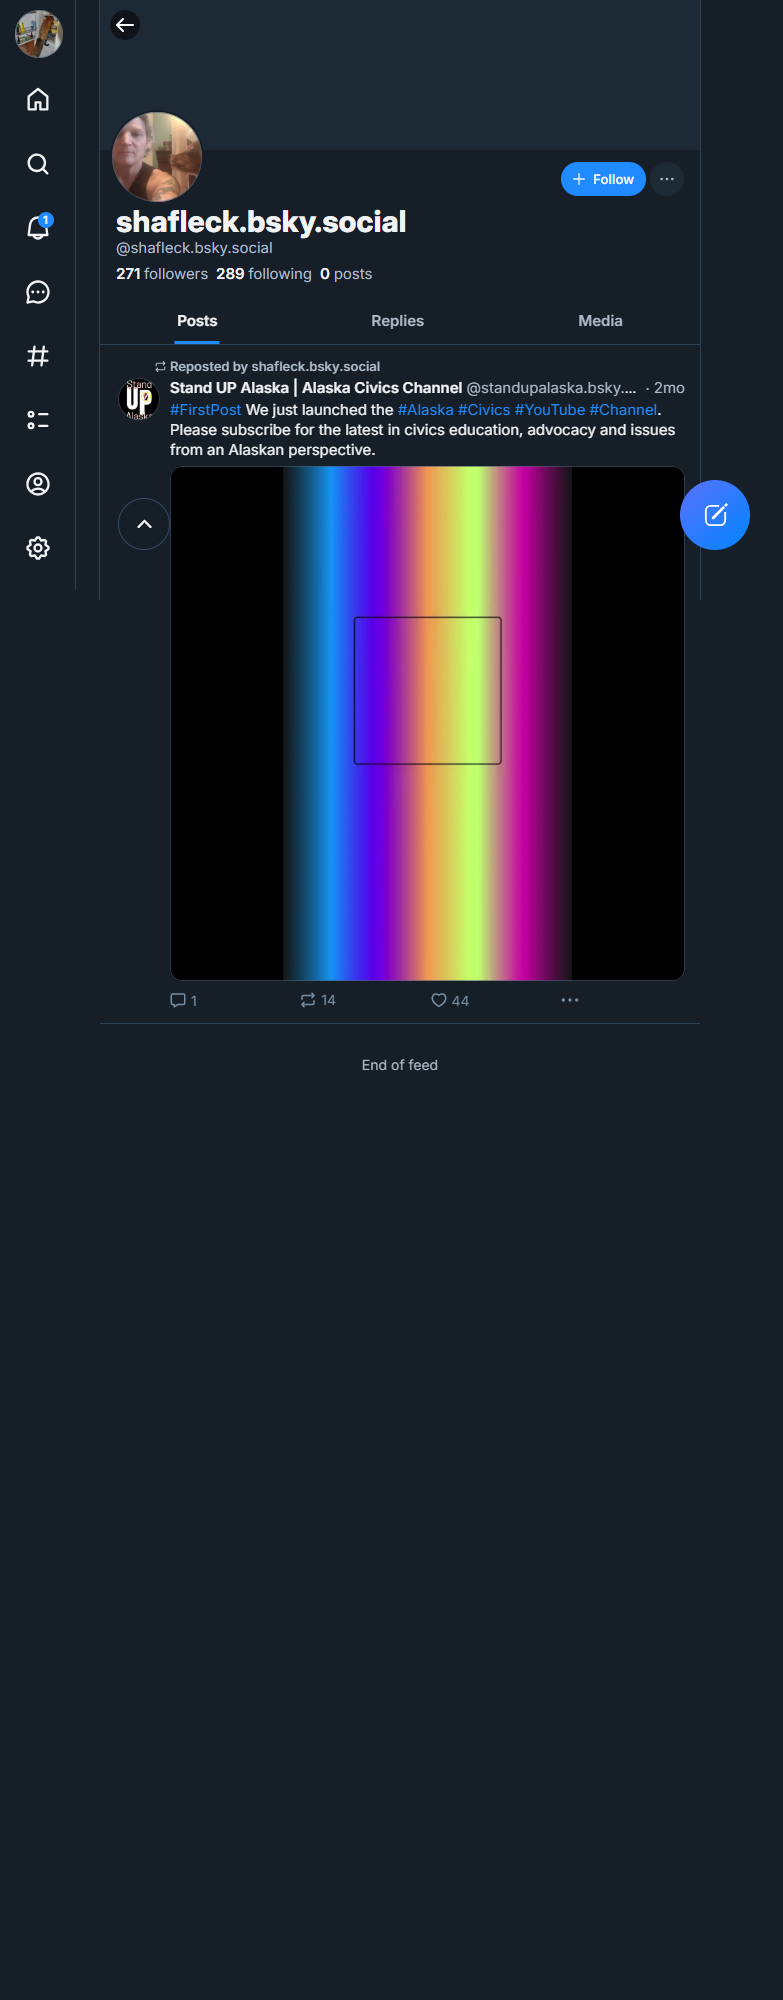 1
+ Follow
shafleck.bsky.social
@shafleck.bsky.social
271 followers 289 following 0 posts
Posts Replies Media
Reposted by shafleck.bsky.social
Stand UP Alaska | Alaska Civics Channel @standupalaska.bsky.... · 2mo
Stand
UP
Alaska
#FirstPost We just launched the #Alaska #Civics #YouTube #Channel.
Please subscribe for the latest in civics education, advocacy and issues
from an Alaskan perspective.
1 14 44
End of feed